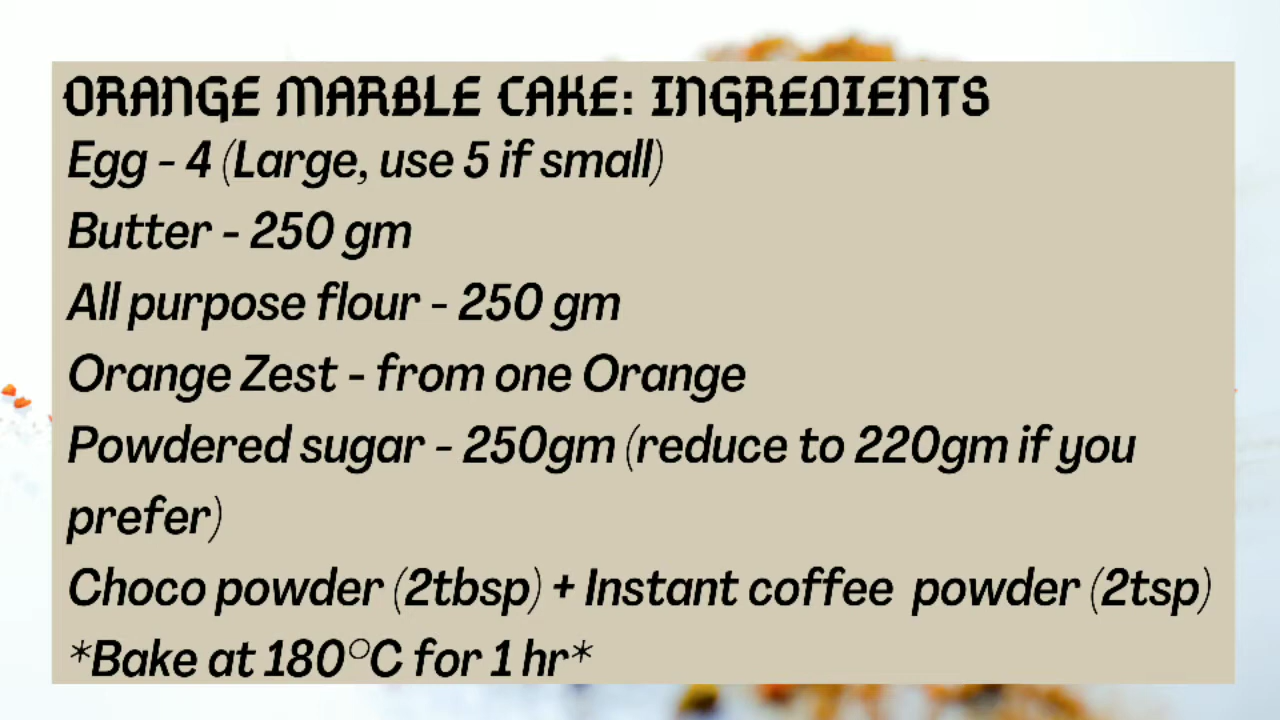 ORANGE MARBLE CAKE: INGREDIENTS
Egg - 4 (Large, use 5 if small)
Butter - 250 gm
All purpose flour - 250 gm
Orange Zest - from one Orange
Powdered sugar - 250gm (reduce to 220gm if you
prefer)
Choco powder (2tbsp) + Instant coffee powder (2tsp)
*Bake at 180°C for 1 hr*